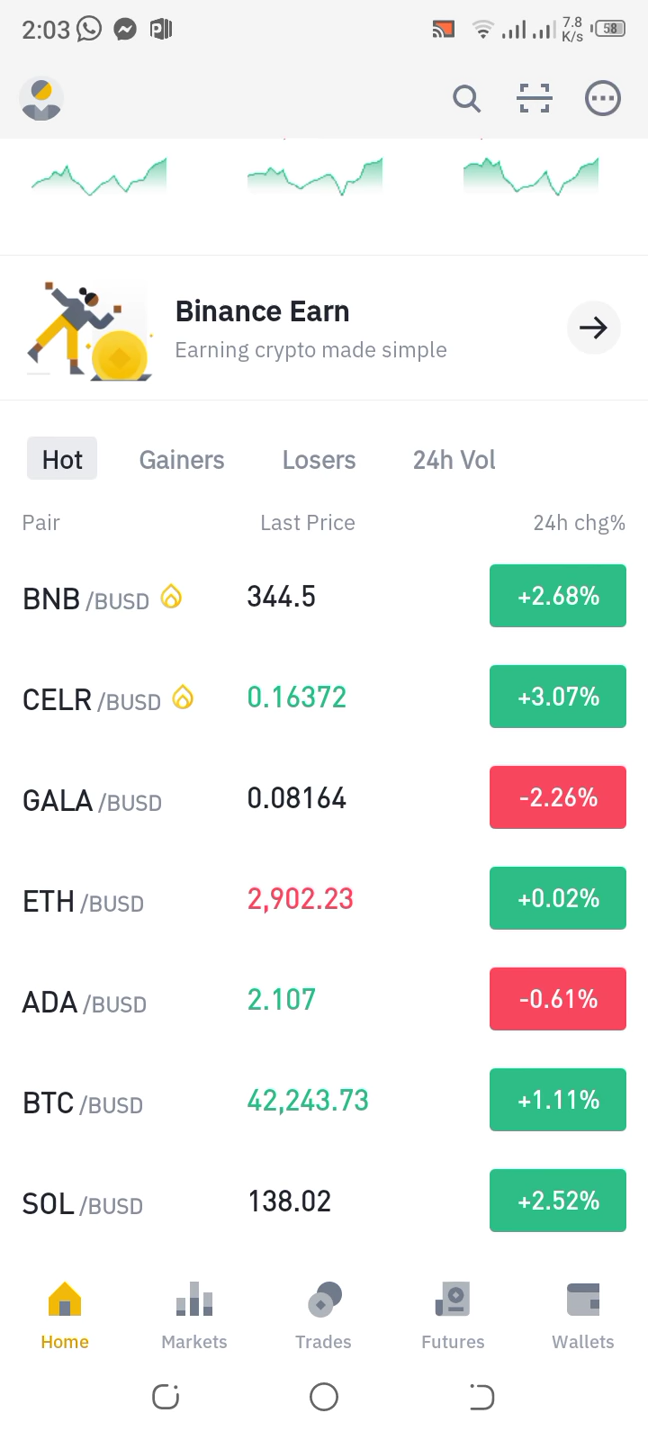 2:03 7.8 K/s 58
Binance Earn
Earning crypto made simple
Hot Gainers Losers 24h Vol
Pair Last Price 24h chg%
BNB /BUSD 344.5 +2.68%
CELR /BUSD 0.16372 +3.07%
GALA /BUSD 0.08164 -2.26%
ETH /BUSD 2,902.23 +0.02%
ADA /BUSD 2.107 -0.61%
BTC /BUSD 42,243.73 +1.11%
SOL /BUSD 138.02 +2.52%
Home Markets Trades Futures Wallets